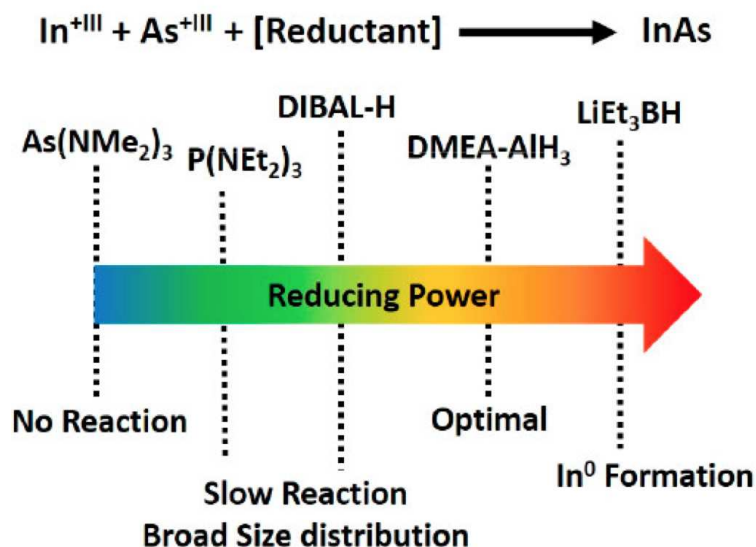 In⁺ᴵᴵᴵ + As⁺ᴵᴵᴵ + [Reductant] ⟶ InAs
DIBAL-H
LiEt₃BH
As(NMe₂)₃
P(NEt₂)₃
DMEA-AlH₃
Reducing Power
No Reaction
Optimal
In⁰ Formation
Slow Reaction
Broad Size distribution